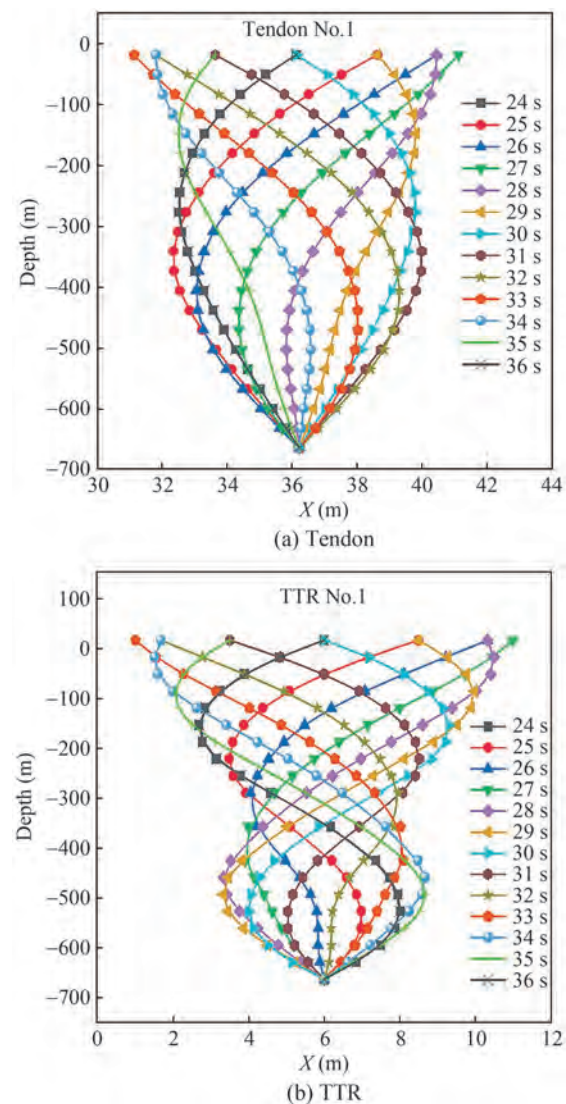 Tendon No.1
0
−100
−200
−300
−400
−500
−600
−700
Depth (m)
24 s
25 s
26 s
27 s
28 s
29 s
30 s
31 s
32 s
33 s
34 s
35 s
36 s
30 32 34 36 38 40 42 44
X (m)
(a) Tendon
TTR No.1
100
0
−100
−200
−300
−400
−500
−600
−700
Depth (m)
24 s
25 s
26 s
27 s
28 s
29 s
30 s
31 s
32 s
33 s
34 s
35 s
36 s
0 2 4 6 8 10 12
X (m)
(b) TTR